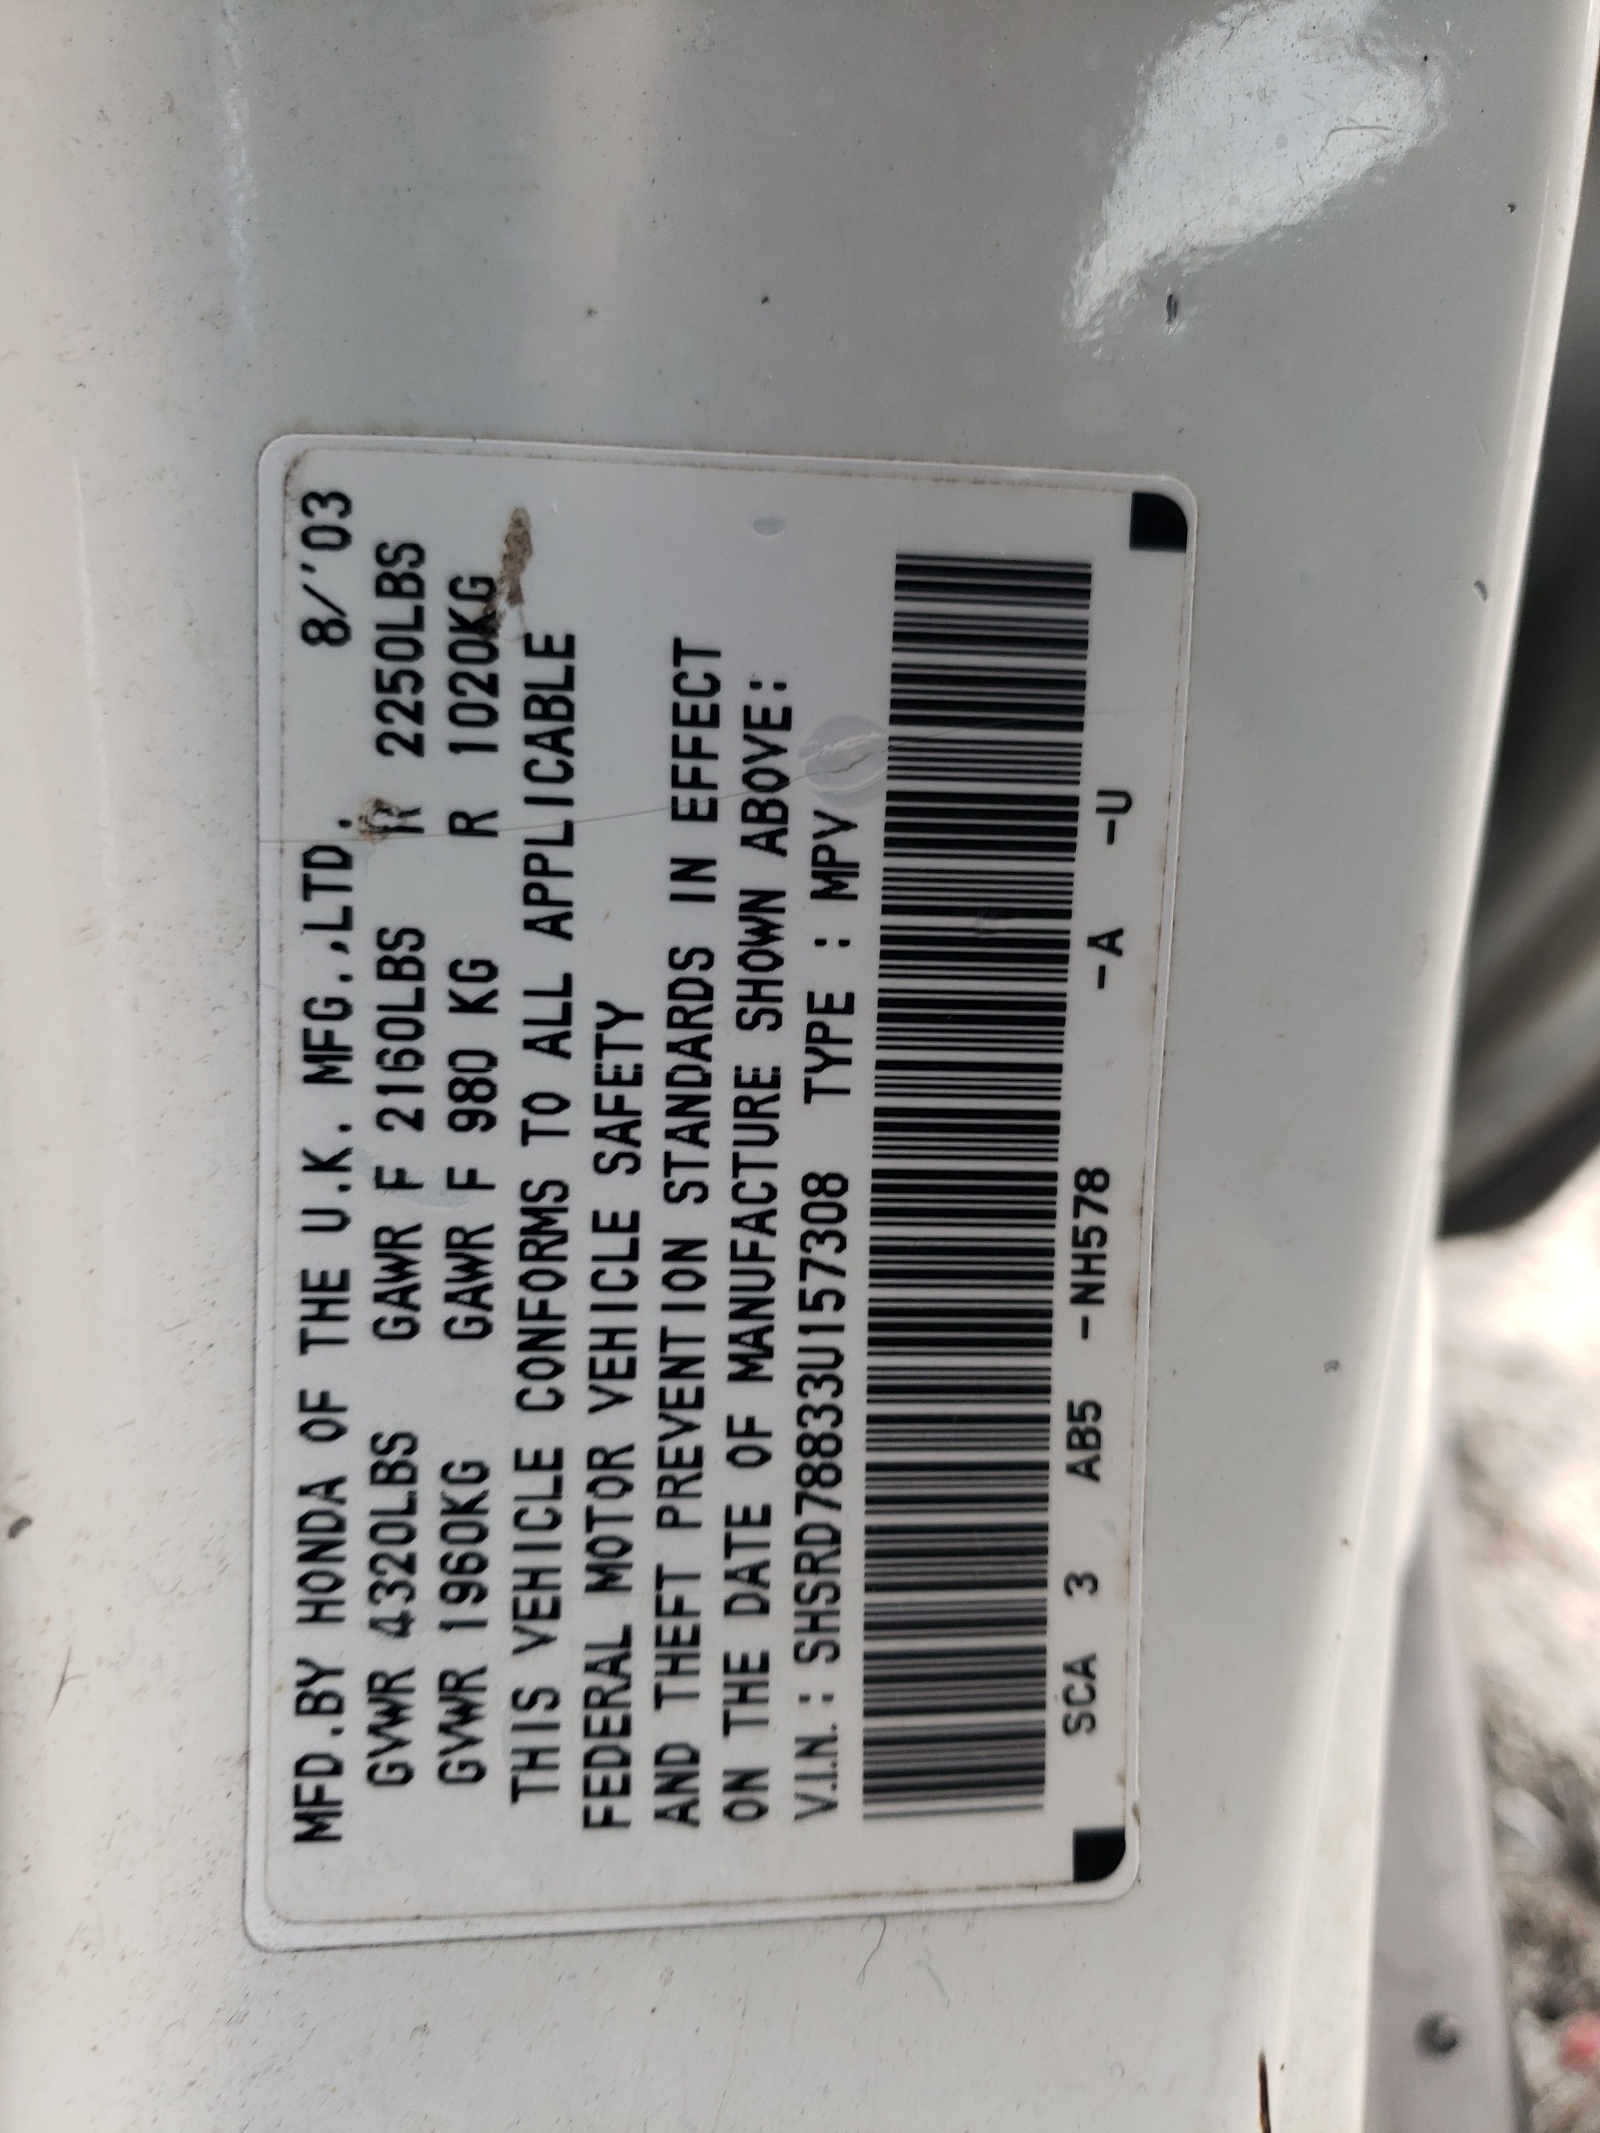 MFD.BY HONDA OF THE U.K. MFG.,LTD. 8/'03
GVWR 4320LBS GAWR F 2160LBS R 2250LBS
GVWR 1960KG GAWR F 980 KG R 1020KG
THIS VEHICLE CONFORMS TO ALL APPLICABLE
FEDERAL MOTOR VEHICLE SAFETY
AND THEFT PREVENTION STANDARDS IN EFFECT
ON THE DATE OF MANUFACTURE SHOWN ABOVE:
V.I.N.: SHSRD78833U157308 TYPE : MPV
SCA 3 AB5 -NH578 -A -U